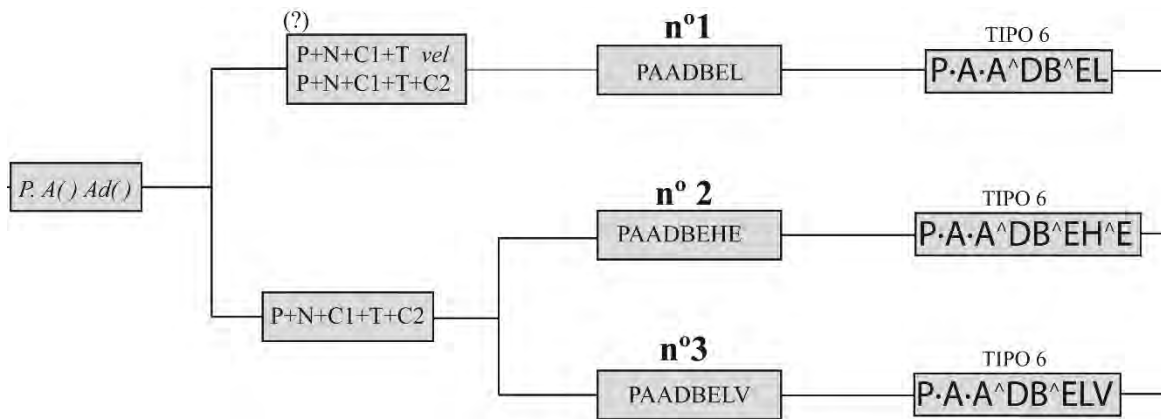 (?)
P+N+C1+T vel
P+N+C1+T+C2
nº1
PAADBEL
TIPO 6
P·A·A^DB^EL
P. A( ) Ad( )
nº 2
PAADBEHE
TIPO 6
P·A·A^DB^EH^E
P+N+C1+T+C2
nº3
PAADBELV
TIPO 6
P·A·A^DB^ELV